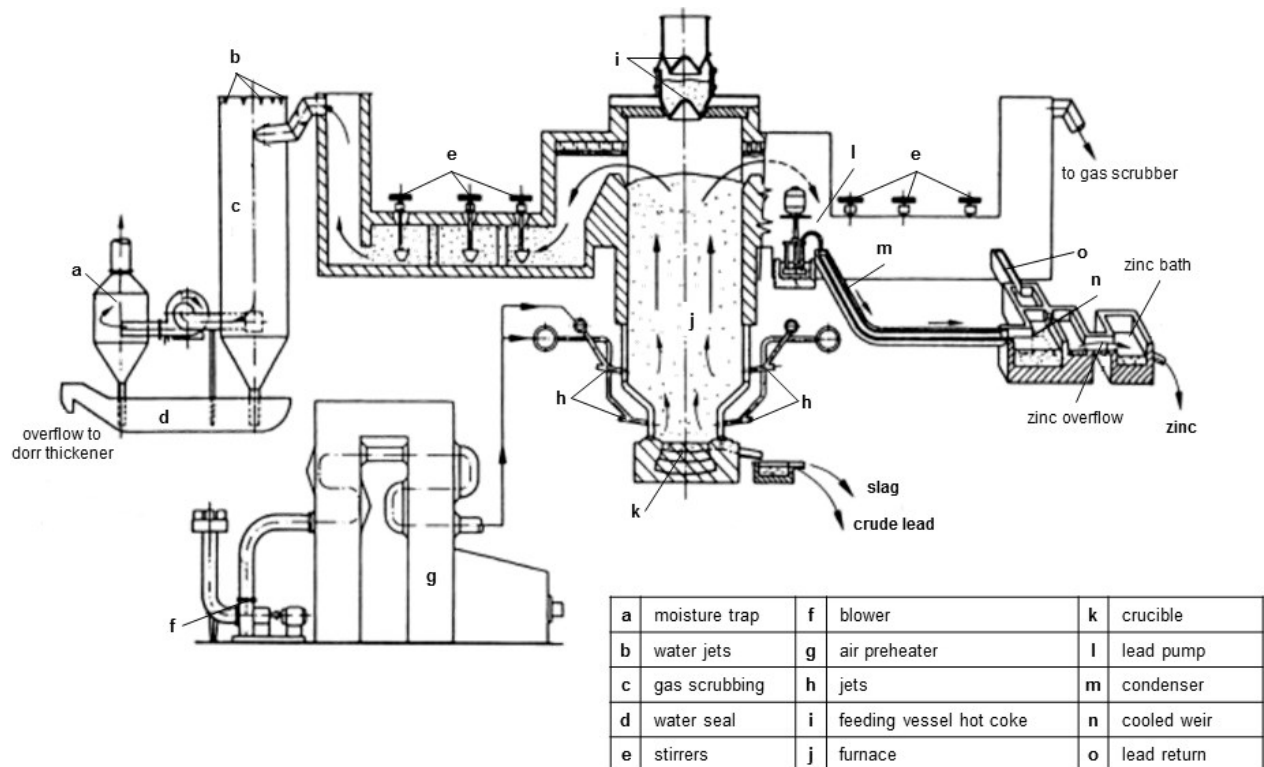 b
i
e
l
e
to gas scrubber
c
a
m
o
n
zinc bath
j
h
h
d
overflow to
dorr thickener
zinc overflow
zinc
slag
crude lead
k
g
f
a moisture trap f blower k crucible
b water jets g air preheater l lead pump
c gas scrubbing h jets m condenser
d water seal i feeding vessel hot coke n cooled weir
e stirrers j furnace o lead return